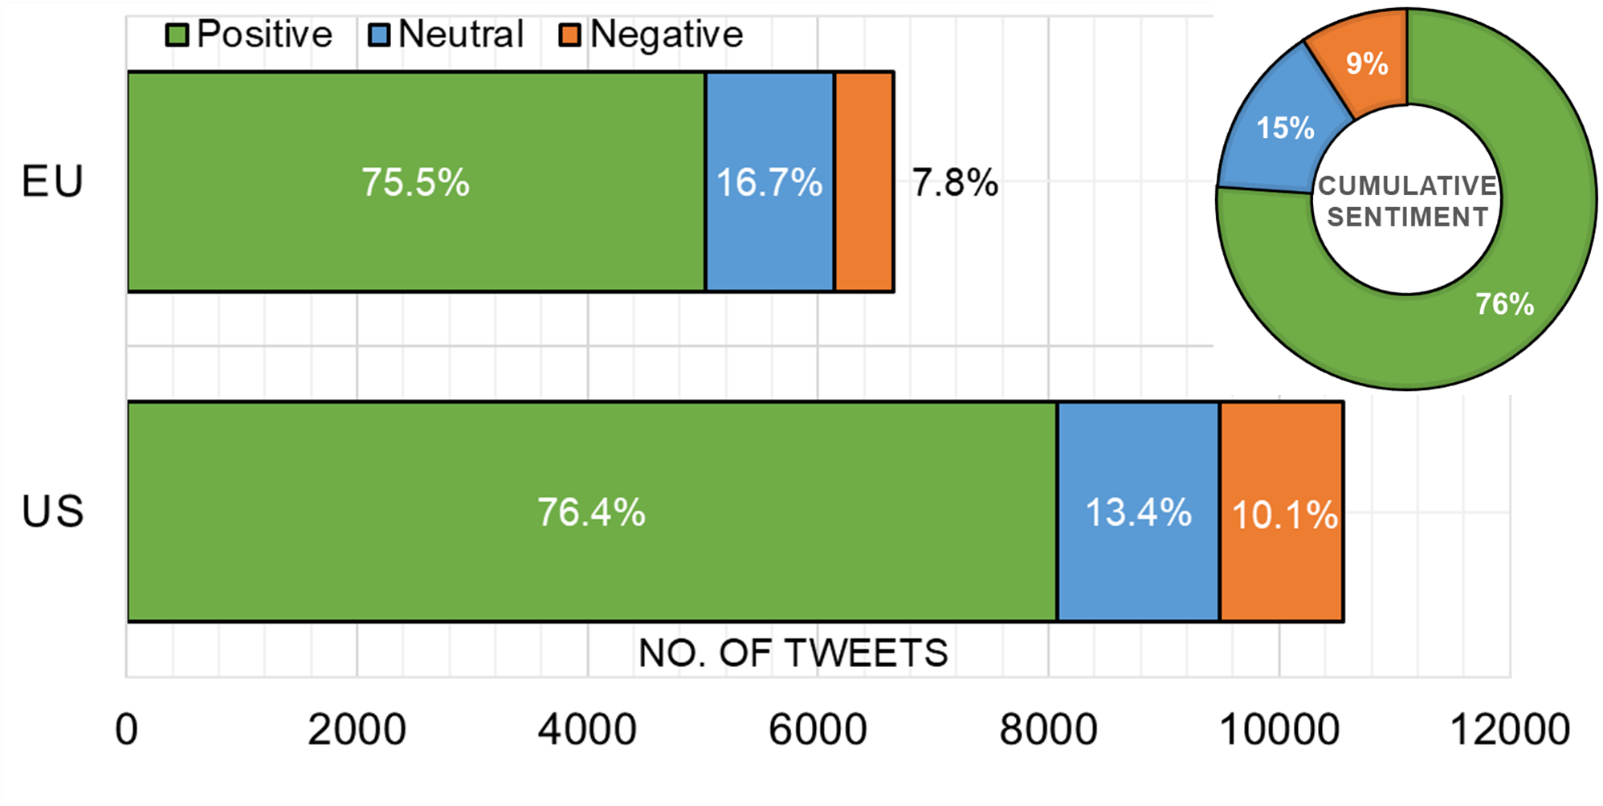 Positive Neutral Negative
EU
75.5% 16.7% 7.8%
9%
15%
CUMULATIVE
SENTIMENT
76%
US
76.4% 13.4% 10.1%
NO. OF TWEETS
0 2000 4000 6000 8000 10000 12000